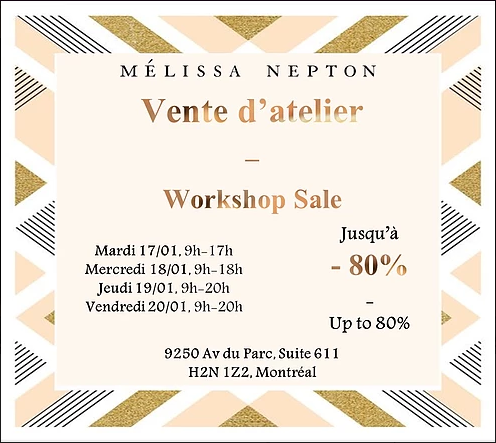 MÉLISSA NEPTON
Vente d'atelier
–
Workshop Sale
Mardi 17/01, 9h-17h
Mercredi 18/01, 9h-18h
Jeudi 19/01, 9h-20h
Vendredi 20/01, 9h-20h
Jusqu'à
- 80%
–
Up to 80%
9250 Av du Parc, Suite 611
H2N 1Z2, Montréal